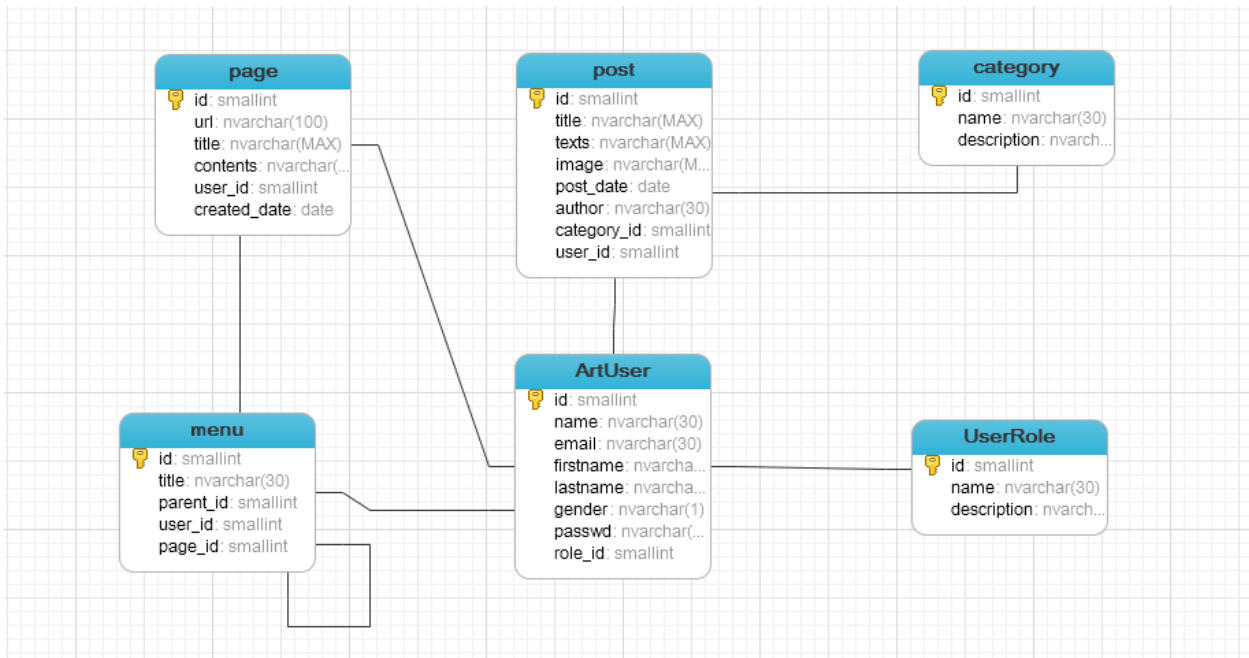 page
id: smallint
url: nvarchar(100)
title: nvarchar(MAX)
contents: nvarchar(...
user_id: smallint
created_date: date
post
id: smallint
title: nvarchar(MAX)
texts: nvarchar(MAX)
image: nvarchar(M...
post_date: date
author: nvarchar(30)
category_id: smallint
user_id: smallint
category
id: smallint
name: nvarchar(30)
description: nvarch...
menu
id: smallint
title: nvarchar(30)
parent_id: smallint
user_id: smallint
page_id: smallint
ArtUser
id: smallint
name: nvarchar(30)
email: nvarchar(30)
firstname: nvarcha...
lastname: nvarcha...
gender: nvarchar(1)
passwd: nvarchar(...
role_id: smallint
UserRole
id: smallint
name: nvarchar(30)
description: nvarch...